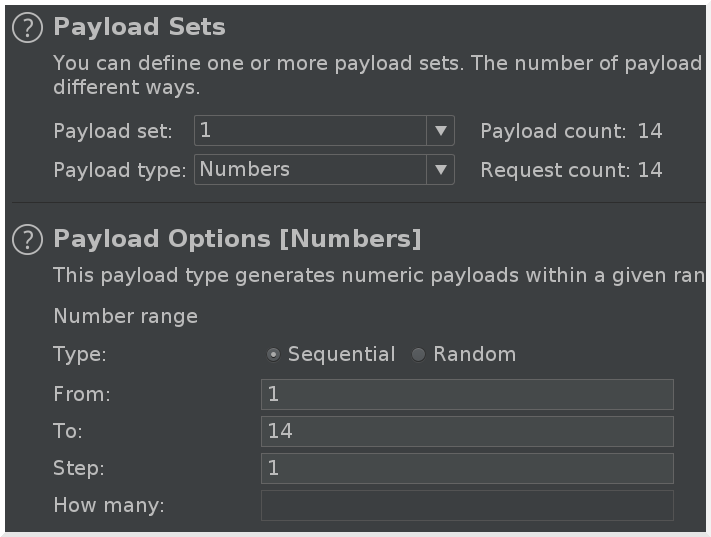 ? Payload Sets
You can define one or more payload sets. The number of payload
different ways.
Payload set: 1 ▼ Payload count: 14
Payload type: Numbers ▼ Request count: 14
? Payload Options [Numbers]
This payload type generates numeric payloads within a given ran
Number range
Type: Sequential Random
From: 1
To: 14
Step: 1
How many: